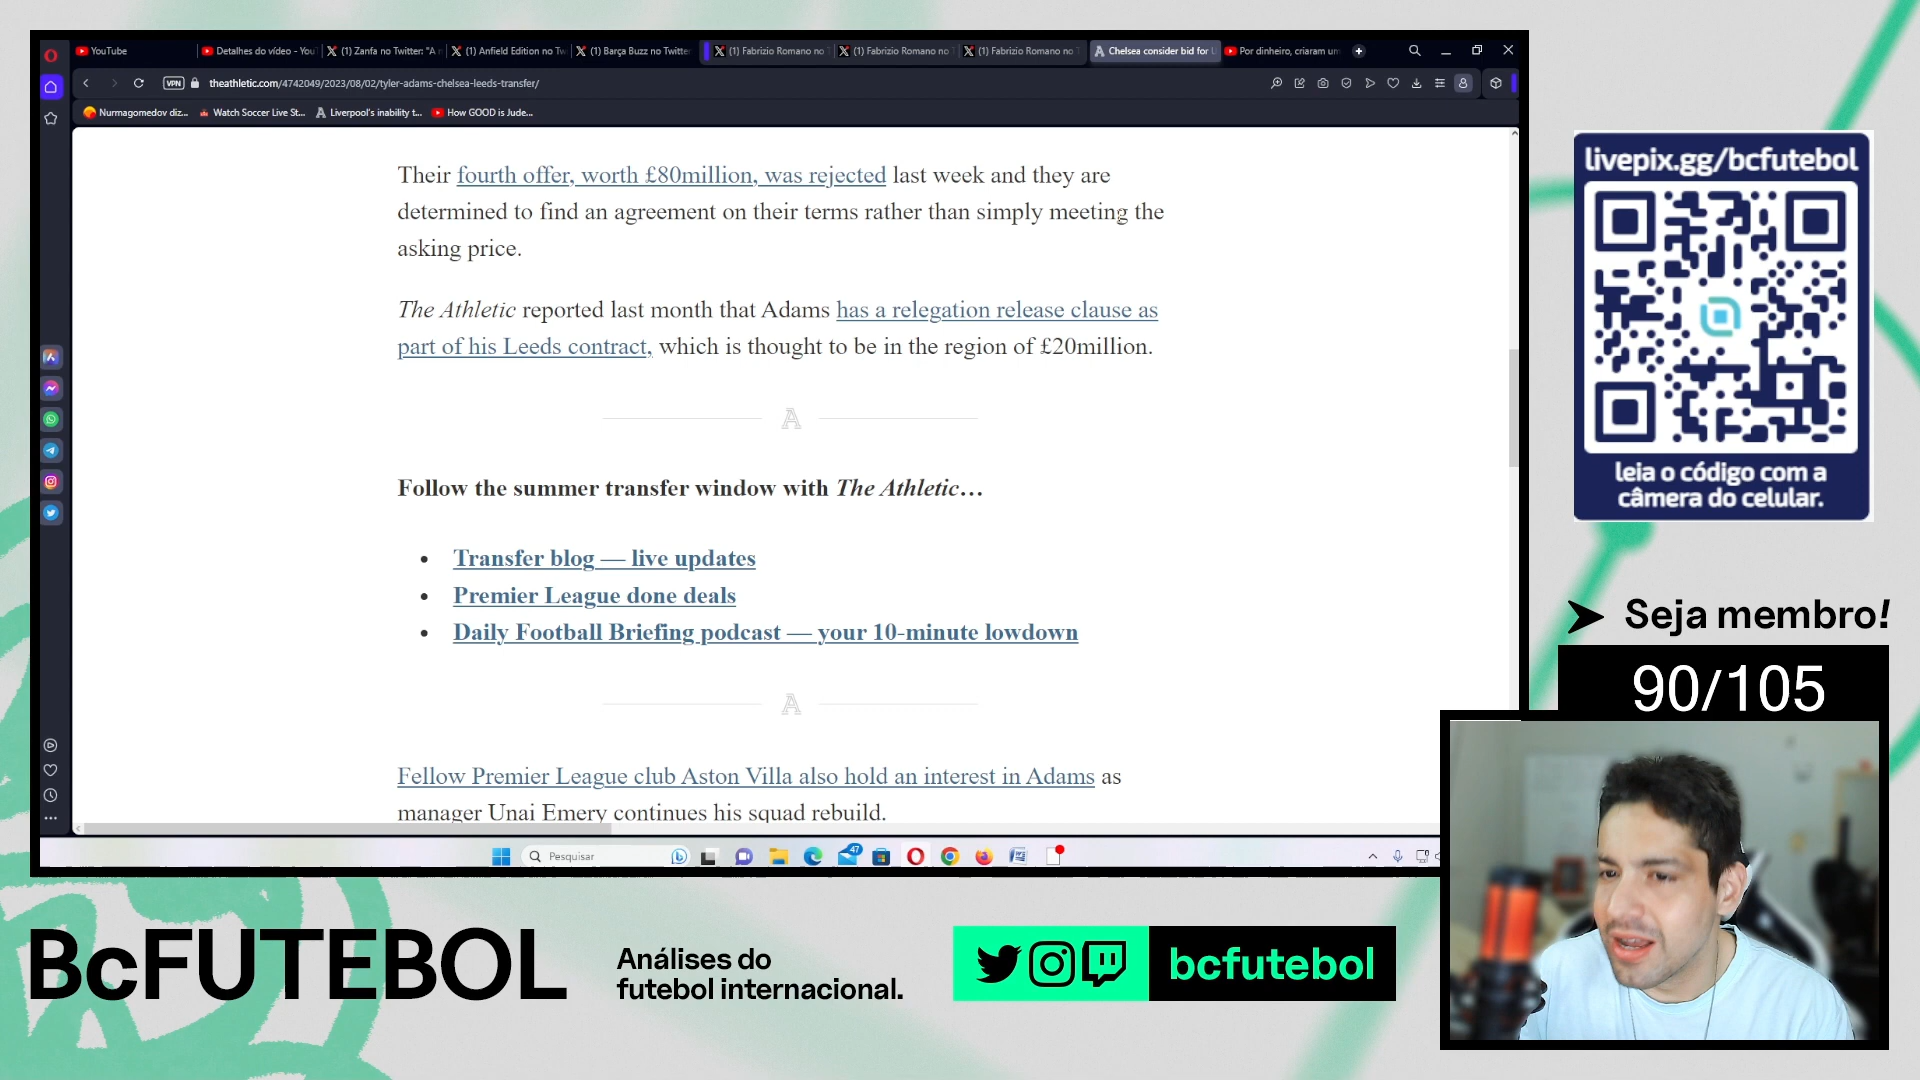 YouTube
Detalhes do vídeo - You
(1) Zanfa no Twitter: "A
(1) Anfield Edition no Tw
(1) Barça Buzz no Twitter
(1) Fabrizio Romano no
(1) Fabrizio Romano no
(1) Fabrizio Romano no
Chelsea consider bid for
Por dinheiro, criaram um
VPN
theathletic.com/4742049/2023/08/02/tyler-adams-chelsea-leeds-transfer/
Nurmagomedov diz...
Watch Soccer Live St...
Liverpool's inability t...
How GOOD is Jude...
Their fourth offer, worth £80million, was rejected last week and they are
determined to find an agreement on their terms rather than simply meeting the
asking price.
The Athletic reported last month that Adams has a relegation release clause as
part of his Leeds contract, which is thought to be in the region of £20million.
Follow the summer transfer window with The Athletic…
• Transfer blog — live updates
• Premier League done deals
• Daily Football Briefing podcast — your 10-minute lowdown
Fellow Premier League club Aston Villa also hold an interest in Adams as
manager Unai Emery continues his squad rebuild.
Pesquisar
47
livepix.gg/bcfutebol
leia o código com a
câmera do celular.
Seja membro!
90/105
BcFUTEBOL
Análises do
futebol internacional.
bcfutebol